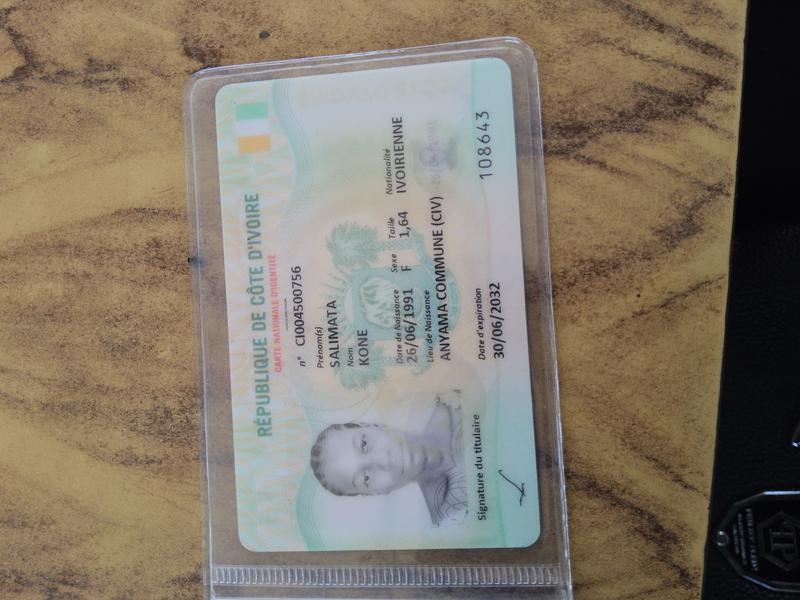 RÉPUBLIQUE DE CÔTE D'IVOIRE
CARTE NATIONALE D'IDENTITÉ
n° CI004500756
Prénom(s)
SALIMATA
Nom
KONE
Date de Naissance Sexe Taille Nationalité
26/06/1991 F 1,64 IVOIRIENNE
Lieu de Naissance
ANYAMA COMMUNE (CIV)
Signature du titulaire
Date d'expiration
30/06/2032
108643